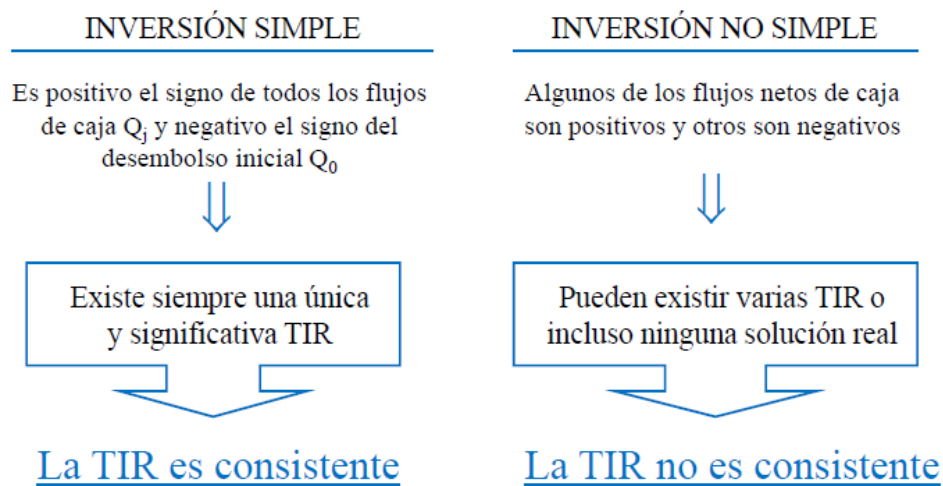 INVERSIÓN SIMPLE
Es positivo el signo de todos los flujos
de caja Qj y negativo el signo del
desembolso inicial Q0
Existe siempre una única
y significativa TIR
La TIR es consistente
INVERSIÓN NO SIMPLE
Algunos de los flujos netos de caja
son positivos y otros son negativos
Pueden existir varias TIR o
incluso ninguna solución real
La TIR no es consistente